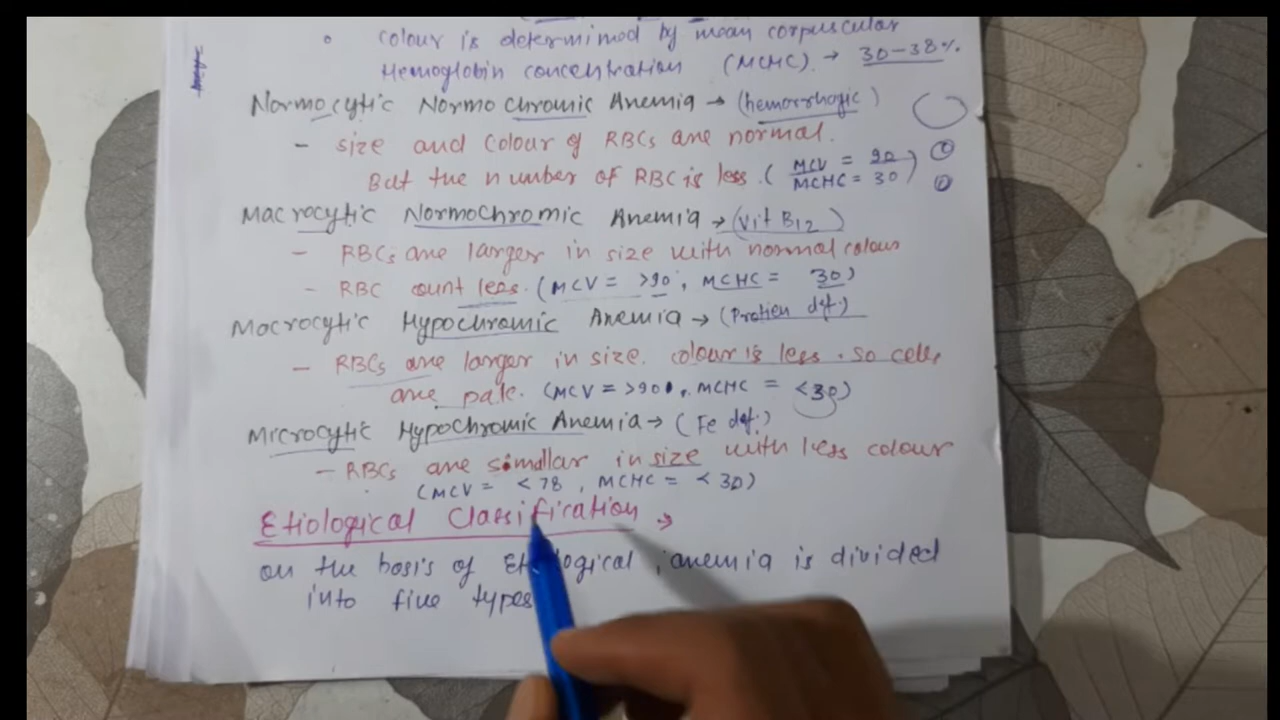 • colour is determined by mean corpuscular
Hemoglobin concentration (MCHC). → 30-38%.
Normocytic Normochromic Anemia → (hemorrhagic)
- size and colour of RBCs are normal.
But the number of RBC is less. (MCV = 90
MCHC = 30)
Macrocytic Normochromic Anemia → (Vit B12)
- RBCs are larger in size with normal colour
- RBC count less. (MCV = >90, MCHC = 30)
Macrocytic Hypochromic Anemia → (Protien def.)
- RBCs are larger in size. colour is less. so cells
are pale. (MCV = >90, MCHC = <30)
Microcytic Hypochromic Anemia → (Fe def.)
- RBCs are smaller in size with less colour
(MCV = <78, MCHC = <30)
Etiological Classification →
on the basis of Etiological, anemia is divided
into five types